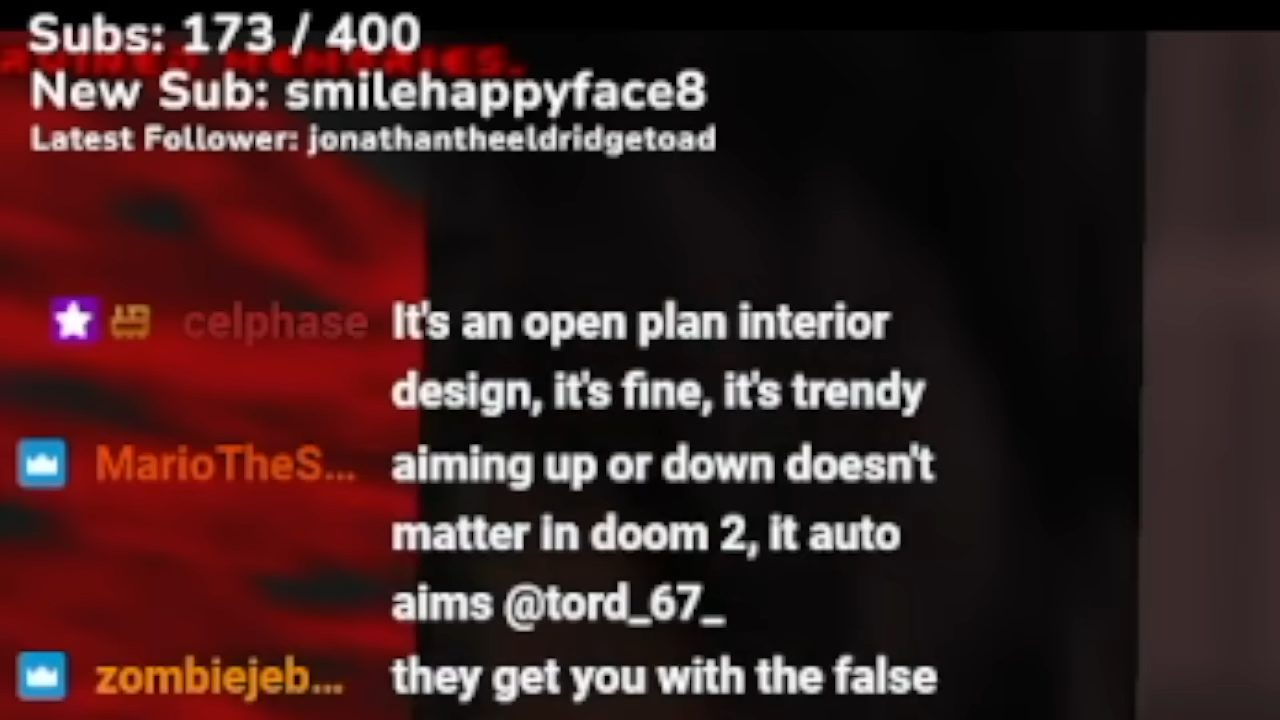 Subs: 173 / 400
MEMORIES.
New Sub: smilehappyface8
Latest Follower: jonathantheeldridgetoad
celphase It's an open plan interior
design, it's fine, it's trendy
MarioTheS... aiming up or down doesn't
matter in doom 2, it auto
aims @tord_67_
zombiejeb... they get you with the false